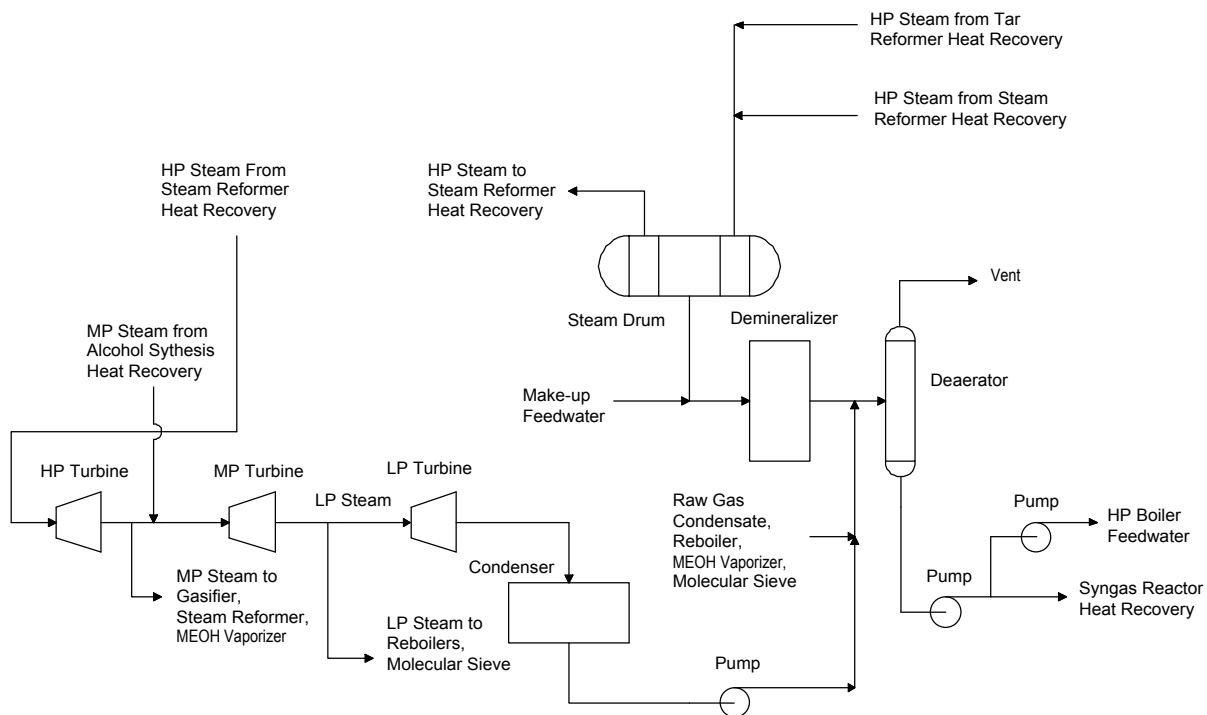 HP Steam from Tar
Reformer Heat Recovery
HP Steam from Steam
Reformer Heat Recovery
HP Steam From
Steam Reformer
Heat Recovery
HP Steam to
Steam Reformer
Heat Recovery
Vent
Steam Drum
Demineralizer
MP Steam from
Alcohol Sythesis
Heat Recovery
Deaerator
Make-up
Feedwater
HP Turbine
MP Turbine
LP Turbine
LP Steam
Raw Gas
Condensate,
Reboiler,
MEOH Vaporizer,
Molecular Sieve
Pump
HP Boiler
Feedwater
Condenser
MP Steam to
Gasifier,
Steam Reformer,
MEOH Vaporizer
Pump
Syngas Reactor
Heat Recovery
LP Steam to
Reboilers,
Molecular Sieve
Pump